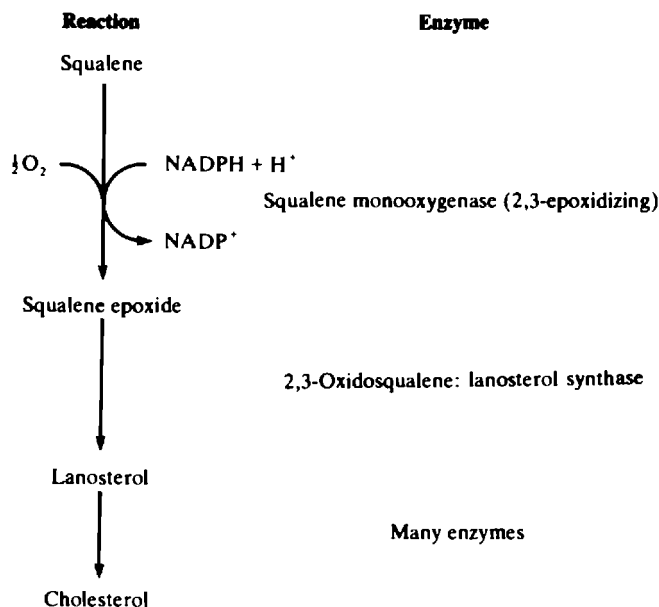 Reaction Enzyme
Squalene
½O₂ NADPH + H⁺
Squalene monooxygenase (2,3-epoxidizing)
NADP⁺
Squalene epoxide
2,3-Oxidosqualene: lanosterol synthase
Lanosterol
Many enzymes
Cholesterol